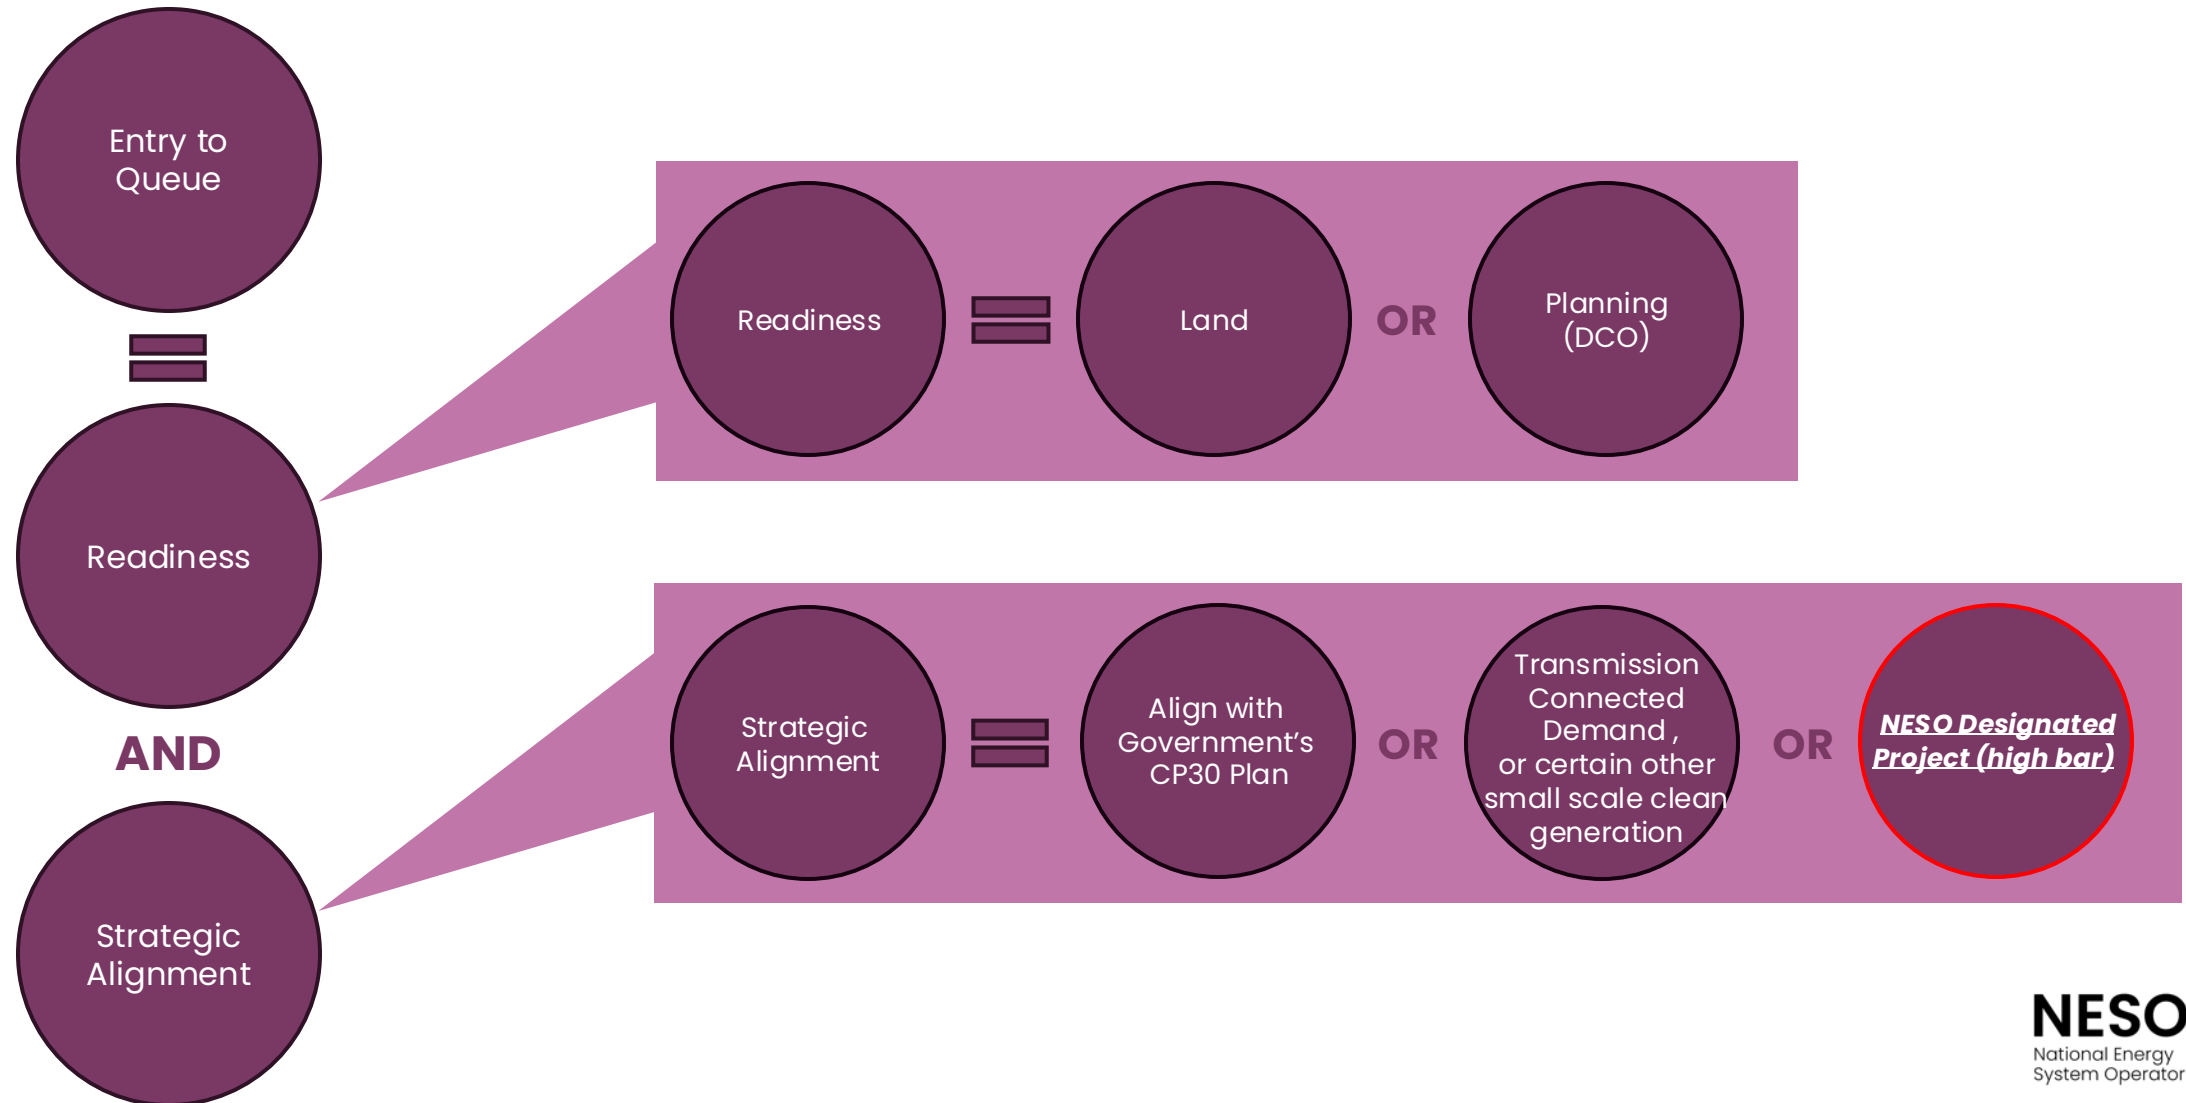 Entry to
Queue
Readiness
AND
Strategic
Alignment
Readiness
Land
OR
Planning
(DCO)
Strategic
Alignment
Align with
Government’s
CP30 Plan
OR
Transmission
Connected
Demand ,
or certain other
small scale clean
generation
OR
NESO Designated
Project (high bar)
NESO
National Energy
System Operator